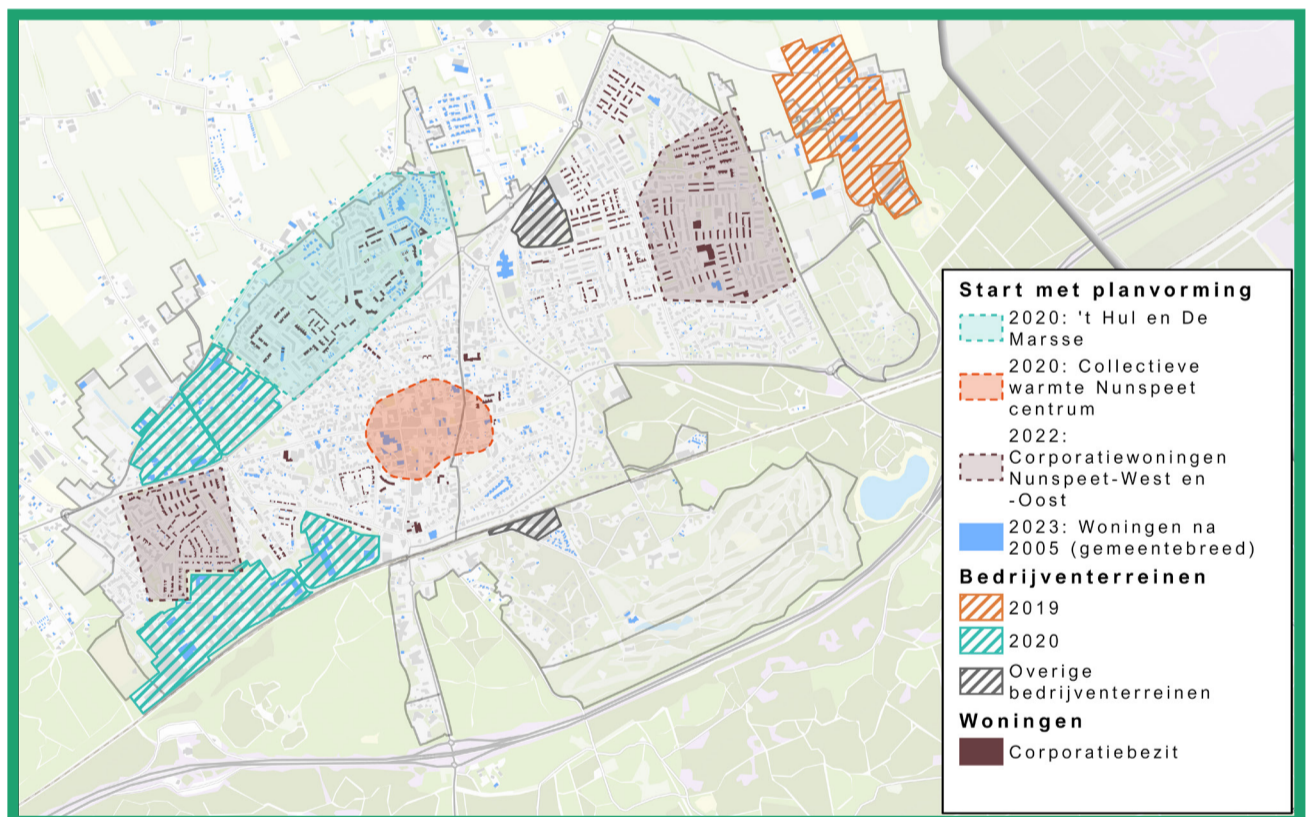 Start met planvorming
2020: 't Hul en De
Marsse
2020: Collectieve
warmte Nunspeet
centrum
2022:
Corporatiewoningen
Nunspeet-West en
-Oost
2023: Woningen na
2005 (gemeentebreed)
Bedrijventerreinen
2019
2020
Overige
bedrijventerreinen
Woningen
Corporatiebezit